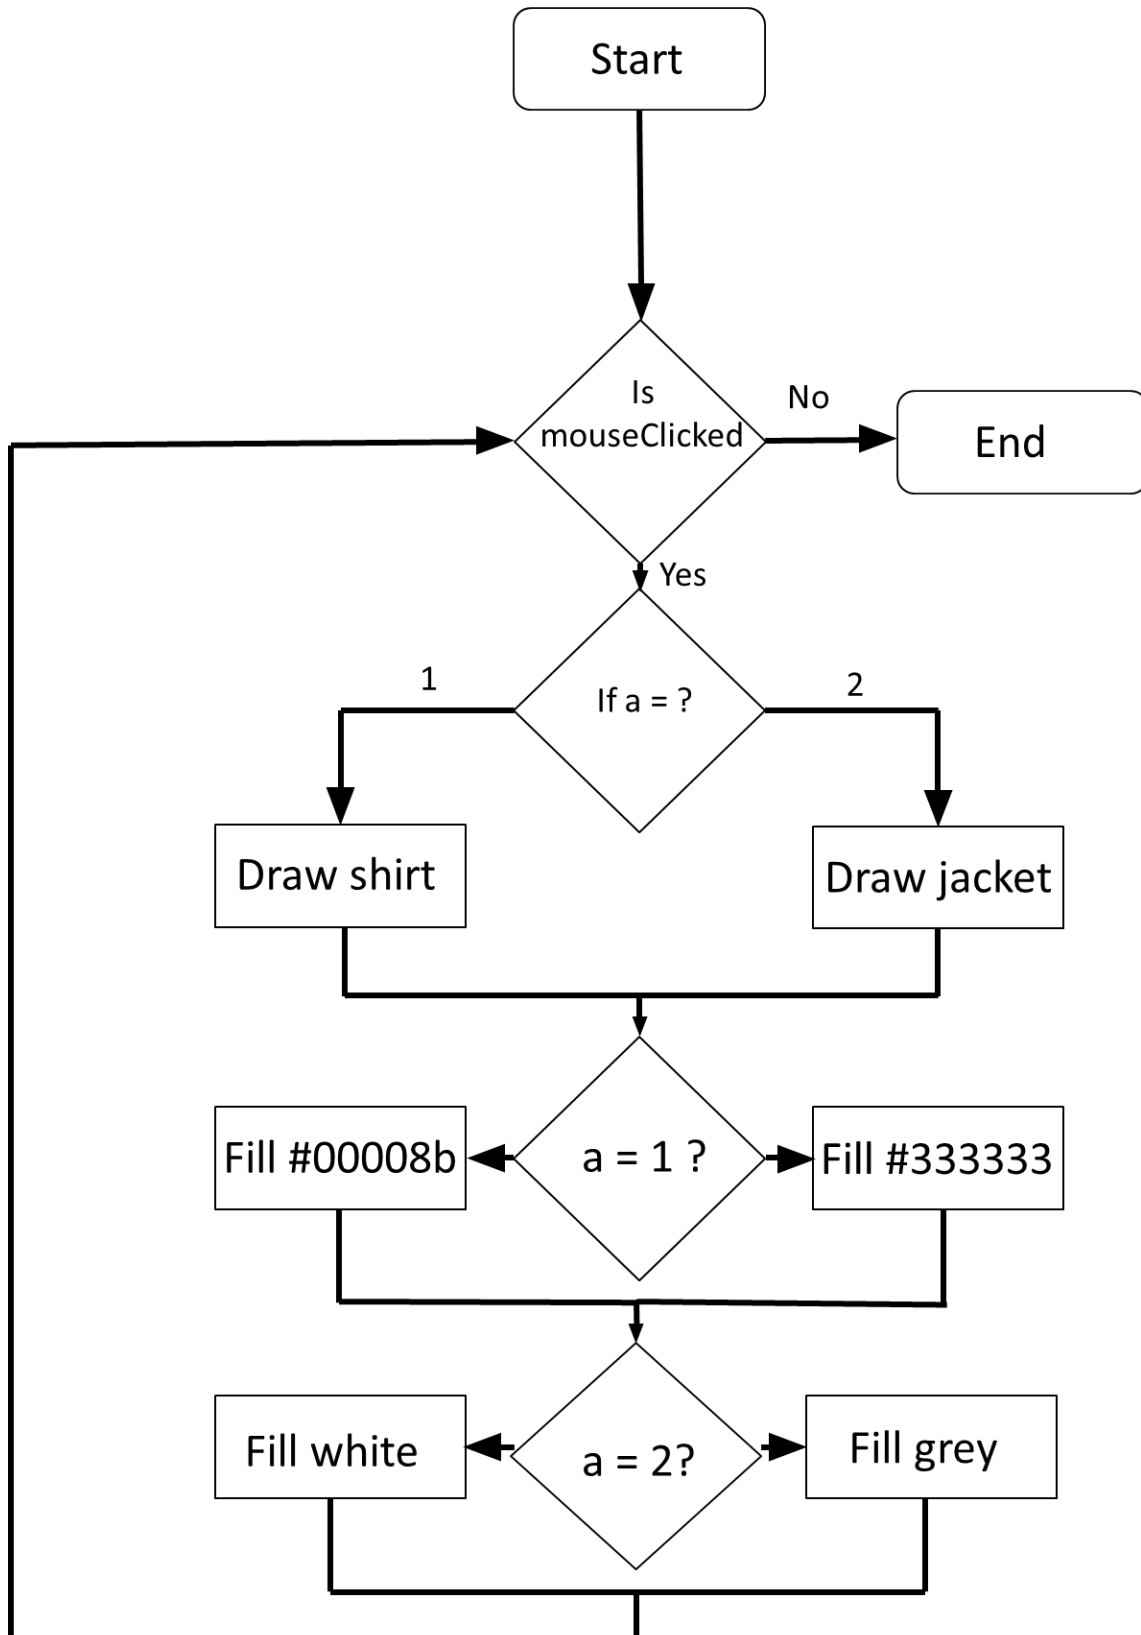 Start
Is
mouseClicked
No
End
Yes
1
If a = ?
2
Draw shirt
Draw jacket
Fill #00008b
a = 1 ?
Fill #333333
Fill white
a = 2?
Fill grey